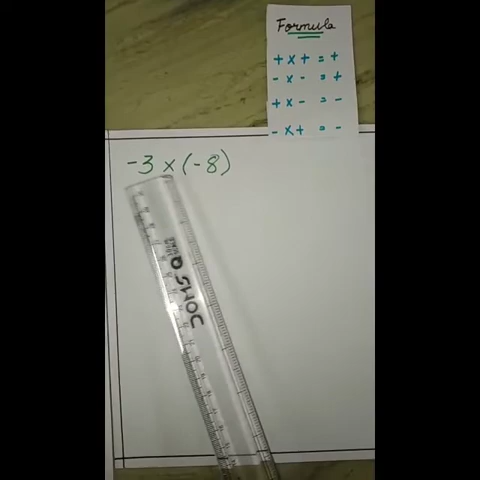 Formula
+ x + = +
- x - = +
+ x - = -
- x + = -
-3 x (-8)
DOMS Q